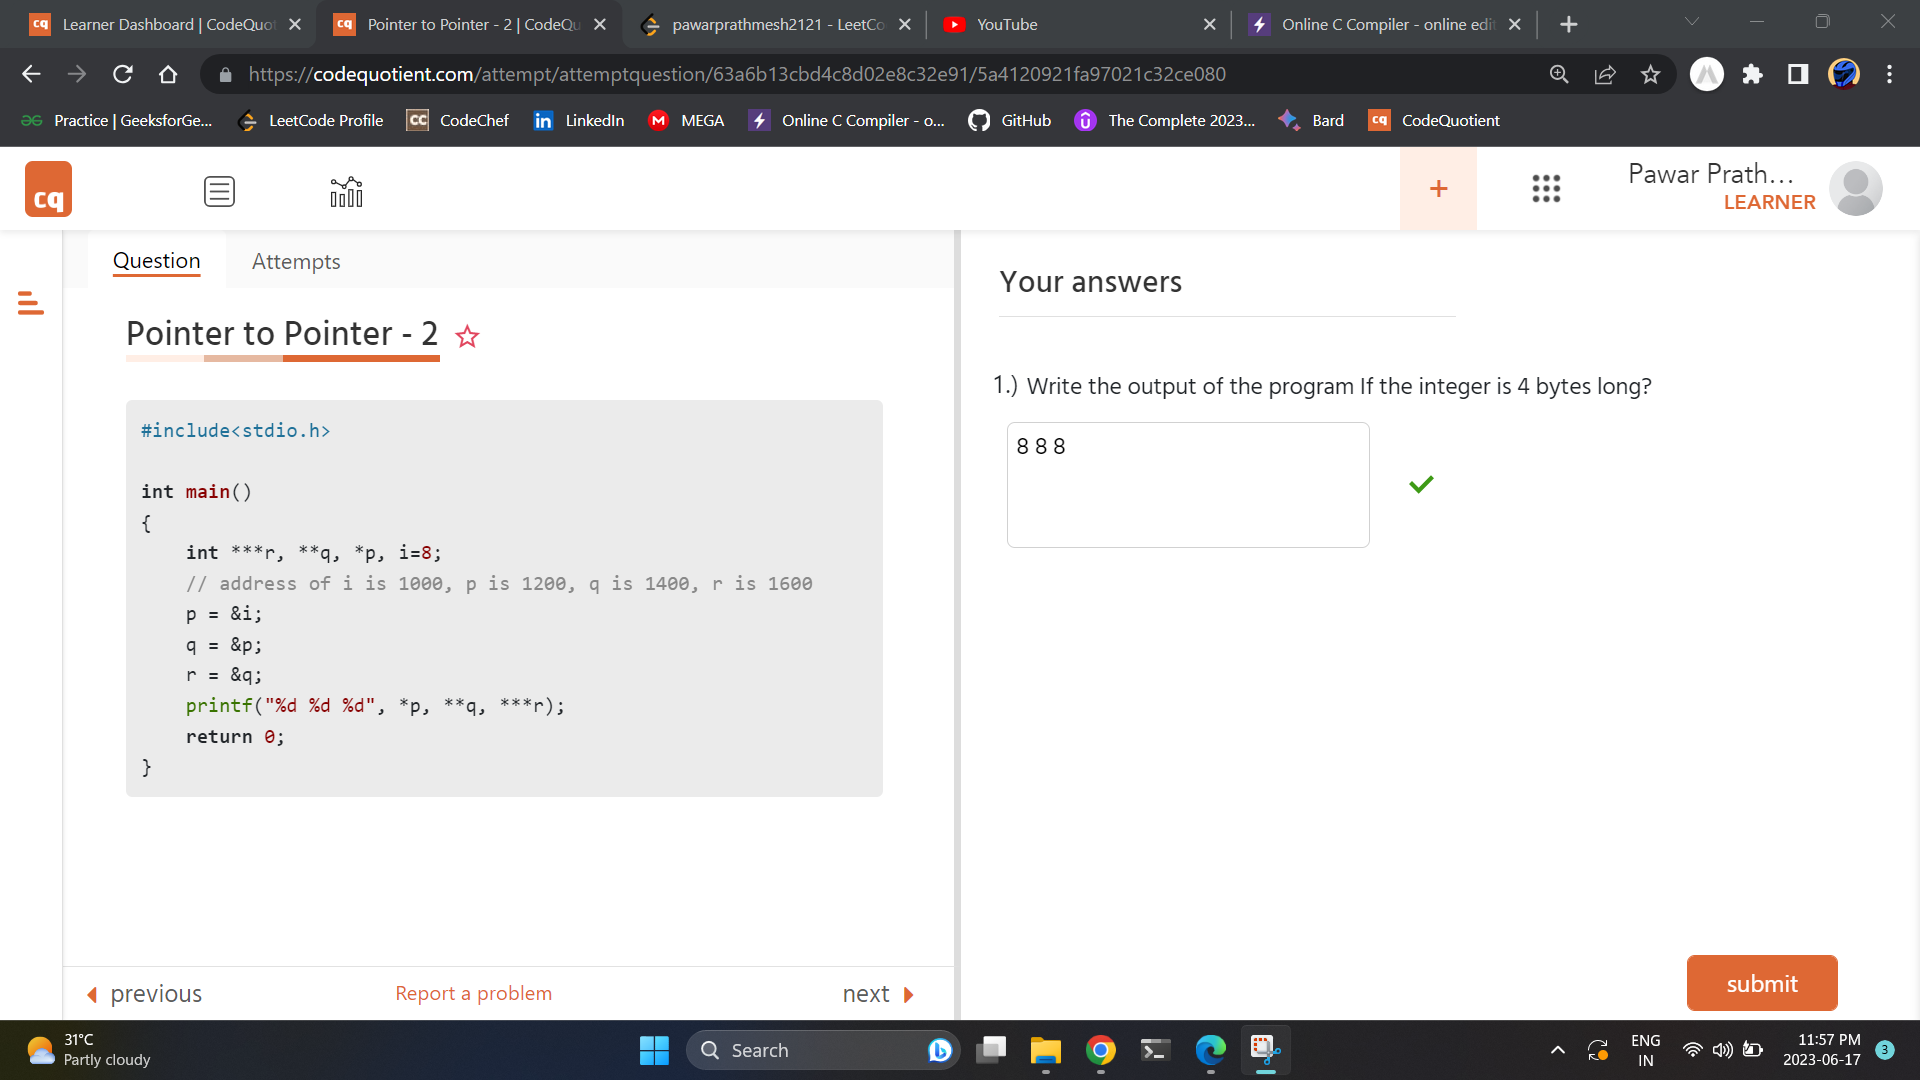 Learner Dashboard | CodeQuot
Pointer to Pointer - 2 | CodeQu
pawarprathmesh2121 - LeetCo
YouTube
Online C Compiler - online edit
https://codequotient.com/attempt/attemptquestion/63a6b13cbd4c8d02e8c32e91/5a4120921fa97021c32ce080
Practice | GeeksforGe...
LeetCode Profile
CodeChef
LinkedIn
MEGA
Online C Compiler - o...
GitHub
The Complete 2023...
Bard
CodeQuotient
cq
Pawar Prath...
LEARNER
Question
Attempts
Pointer to Pointer - 2
#include<stdio.h>
int main()
{
int ***r, **q, *p, i=8;
// address of i is 1000, p is 1200, q is 1400, r is 1600
p = &i;
q = &p;
r = &q;
printf("%d %d %d", *p, **q, ***r);
return 0;
}
previous
Report a problem
next
Your answers
1.) Write the output of the program If the integer is 4 bytes long?
8 8 8
submit
31°C
Partly cloudy
Search
ENG
IN
11:57 PM
2023-06-17
3